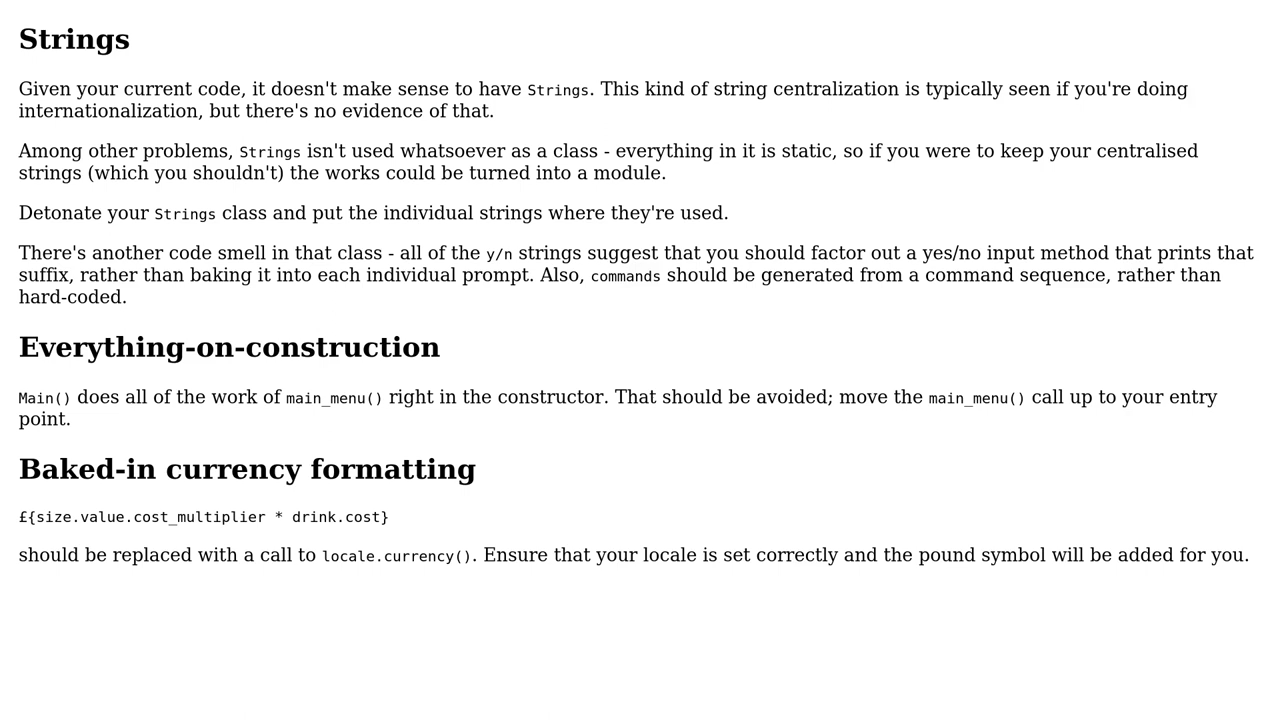 Strings
Given your current code, it doesn't make sense to have Strings. This kind of string centralization is typically seen if you're doing
internationalization, but there's no evidence of that.
Among other problems, Strings isn't used whatsoever as a class - everything in it is static, so if you were to keep your centralised
strings (which you shouldn't) the works could be turned into a module.
Detonate your Strings class and put the individual strings where they're used.
There's another code smell in that class - all of the y/n strings suggest that you should factor out a yes/no input method that prints that
suffix, rather than baking it into each individual prompt. Also, commands should be generated from a command sequence, rather than
hard-coded.
Everything-on-construction
Main() does all of the work of main_menu() right in the constructor. That should be avoided; move the main_menu() call up to your entry
point.
Baked-in currency formatting
£{size.value.cost_multiplier * drink.cost}
should be replaced with a call to locale.currency(). Ensure that your locale is set correctly and the pound symbol will be added for you.